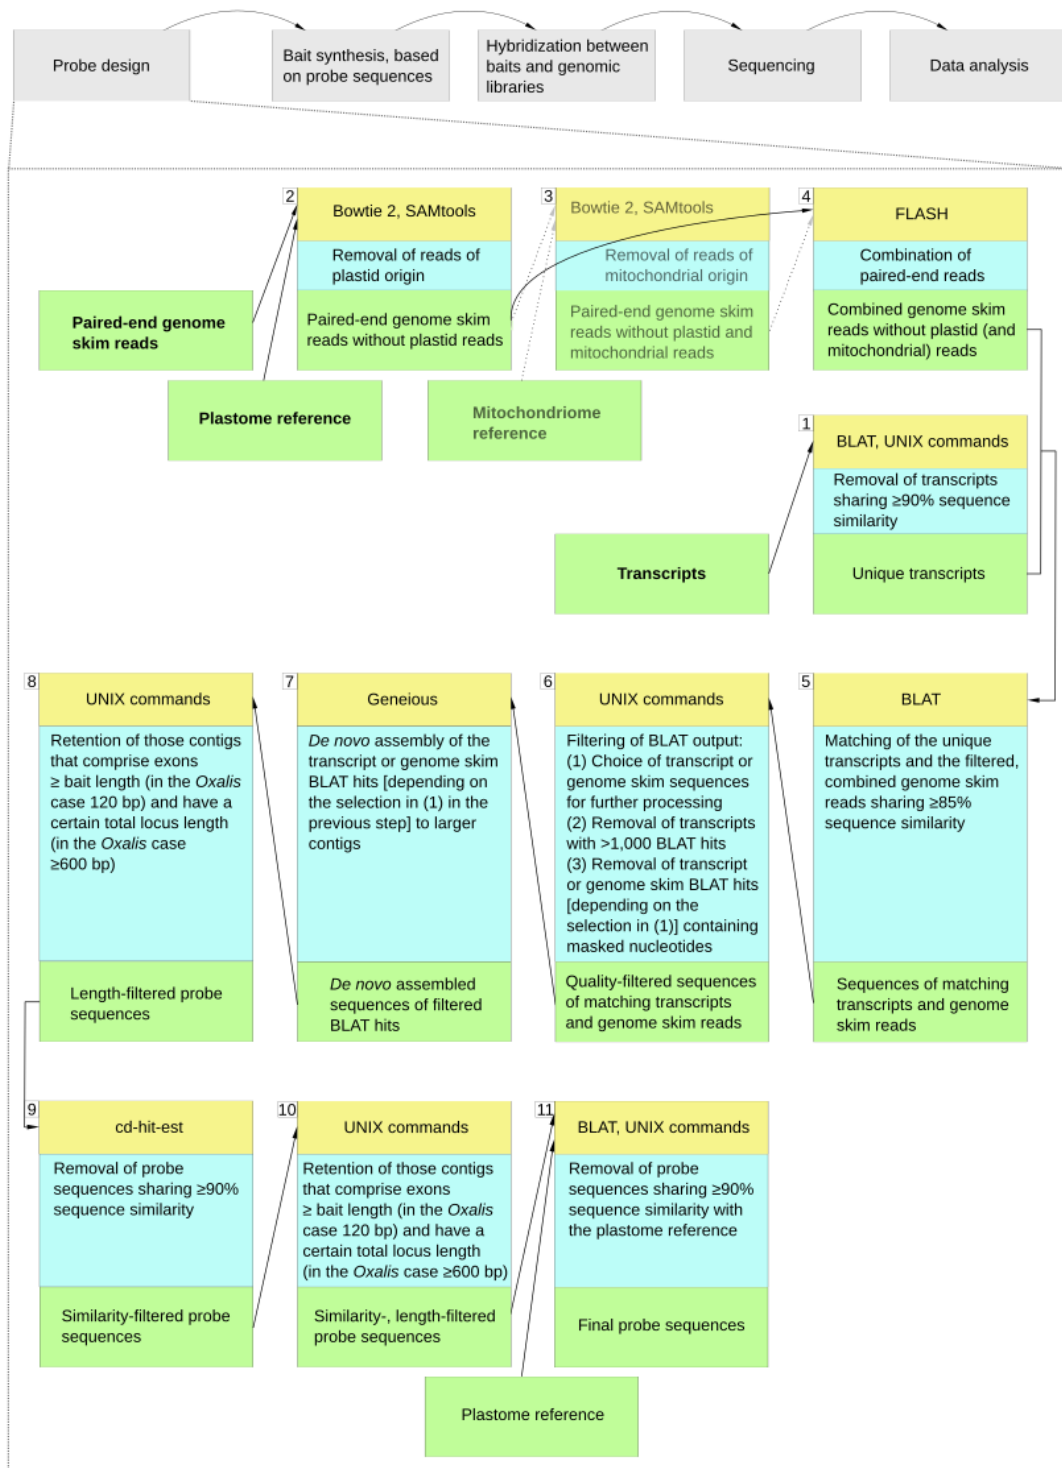 Probe design
Bait synthesis, based
on probe sequences
Hybridization between
baits and genomic
libraries
Sequencing
Data analysis
2
Bowtie 2, SAMtools
Removal of reads of
plastid origin
Paired-end genome skim
reads without plastid reads
3
Bowtie 2, SAMtools
Removal of reads of
mitochondrial origin
Paired-end genome skim
reads without plastid and
mitochondrial reads
4
FLASH
Combination of
paired-end reads
Combined genome skim
reads without plastid (and
mitochondrial) reads
Paired-end genome
skim reads
Plastome reference
Mitochondriome
reference
1
BLAT, UNIX commands
Removal of transcripts
sharing ≥90% sequence
similarity
Unique transcripts
Transcripts
8
UNIX commands
Retention of those contigs
that comprise exons
≥ bait length (in the Oxalis
case 120 bp) and have a
certain total locus length
(in the Oxalis case
≥600 bp)
Length-filtered probe
sequences
7
Geneious
De novo assembly of the
transcript or genome skim
BLAT hits [depending on
the selection in (1) in the
previous step] to larger
contigs
De novo assembled
sequences of filtered
BLAT hits
6
UNIX commands
Filtering of BLAT output:
(1) Choice of transcript or
genome skim sequences
for further processing
(2) Removal of transcripts
with >1,000 BLAT hits
(3) Removal of transcript
or genome skim BLAT hits
[depending on the
selection in (1)] containing
masked nucleotides
Quality-filtered sequences
of matching transcripts
and genome skim reads
5
BLAT
Matching of the unique
transcripts and the filtered,
combined genome skim
reads sharing ≥85%
sequence similarity
Sequences of matching
transcripts and genome
skim reads
9
cd-hit-est
Removal of probe
sequences sharing ≥90%
sequence similarity
Similarity-filtered probe
sequences
10
UNIX commands
Retention of those contigs
that comprise exons
≥ bait length (in the Oxalis
case 120 bp) and have a
certain total locus length
(in the Oxalis case ≥600 bp)
Similarity-, length-filtered
probe sequences
11
BLAT, UNIX commands
Removal of probe
sequences sharing ≥90%
sequence similarity with
the plastome reference
Final probe sequences
Plastome reference